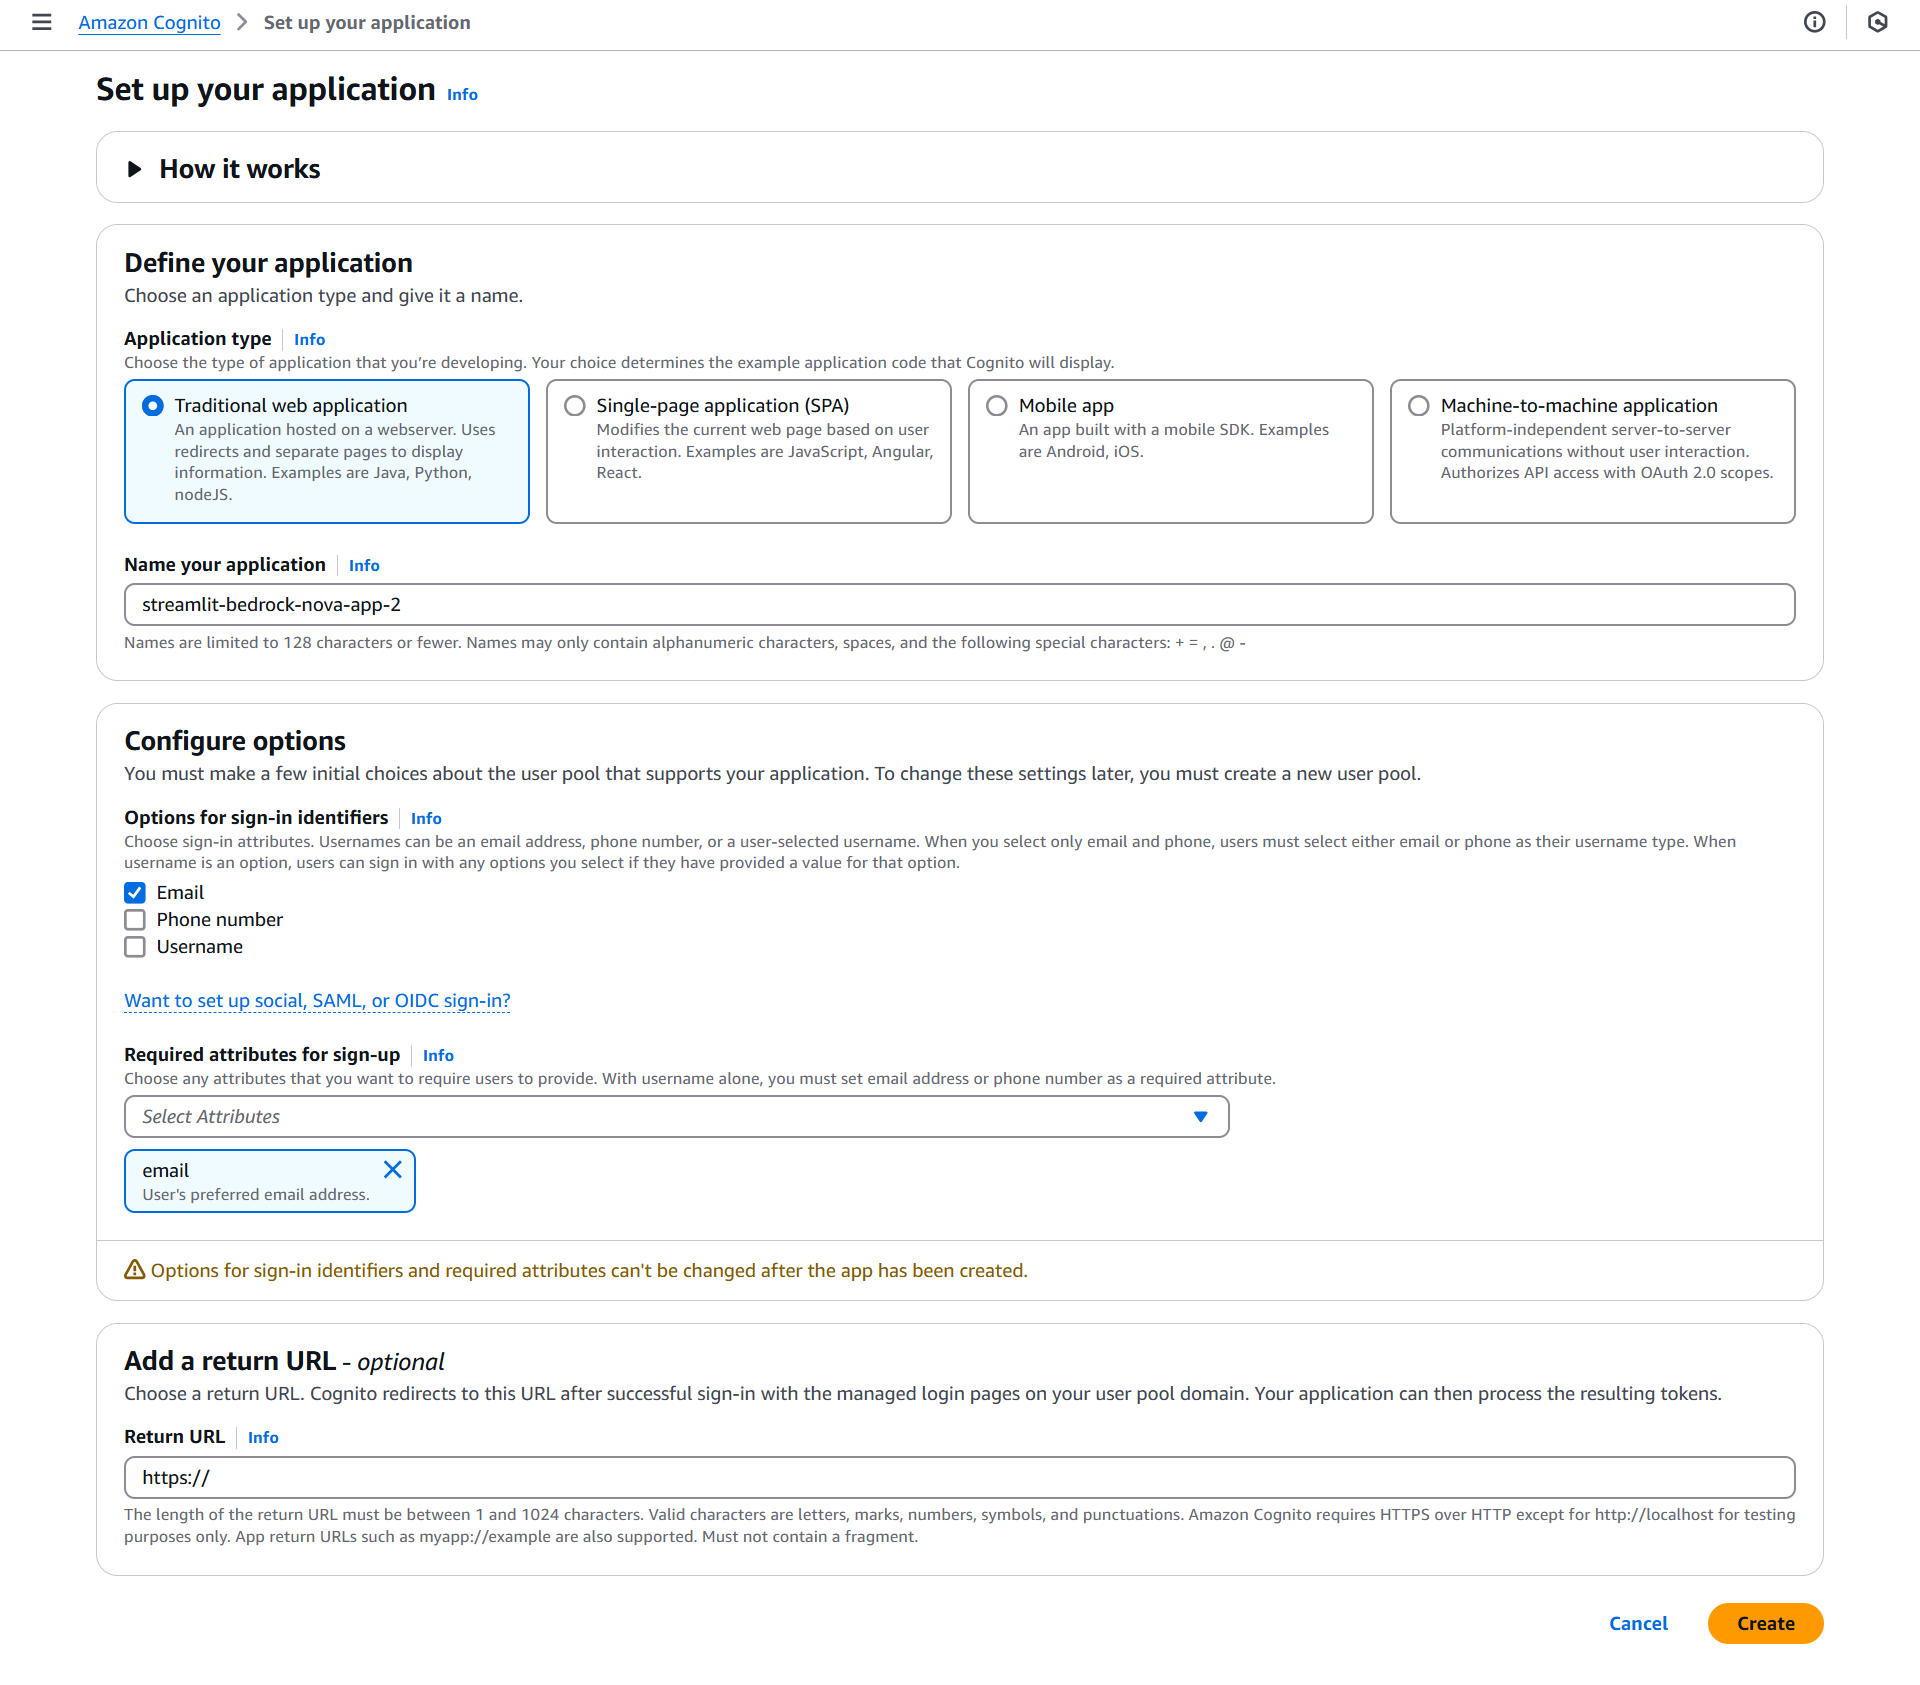 Amazon Cognito > Set up your application
Set up your application Info
How it works
Define your application
Choose an application type and give it a name.
Application type Info
Choose the type of application that you're developing. Your choice determines the example application code that Cognito will display.
Traditional web application
An application hosted on a webserver. Uses
redirects and separate pages to display
information. Examples are Java, Python,
nodeJS.
Single-page application (SPA)
Modifies the current web page based on user
interaction. Examples are JavaScript, Angular,
React.
Mobile app
An app built with a mobile SDK. Examples
are Android, iOS.
Machine-to-machine application
Platform-independent server-to-server
communications without user interaction.
Authorizes API access with OAuth 2.0 scopes.
Name your application Info
streamlit-bedrock-nova-app-2
Names are limited to 128 characters or fewer. Names may only contain alphanumeric characters, spaces, and the following special characters: + = , . @ -
Configure options
You must make a few initial choices about the user pool that supports your application. To change these settings later, you must create a new user pool.
Options for sign-in identifiers Info
Choose sign-in attributes. Usernames can be an email address, phone number, or a user-selected username. When you select only email and phone, users must select either email or phone as their username type. When
username is an option, users can sign in with any options you select if they have provided a value for that option.
Email
Phone number
Username
Want to set up social, SAML, or OIDC sign-in?
Required attributes for sign-up Info
Choose any attributes that you want to require users to provide. With username alone, you must set email address or phone number as a required attribute.
Select Attributes
email
User's preferred email address.
Options for sign-in identifiers and required attributes can't be changed after the app has been created.
Add a return URL - optional
Choose a return URL. Cognito redirects to this URL after successful sign-in with the managed login pages on your user pool domain. Your application can then process the resulting tokens.
Return URL Info
https://
The length of the return URL must be between 1 and 1024 characters. Valid characters are letters, marks, numbers, symbols, and punctuations. Amazon Cognito requires HTTPS over HTTP except for http://localhost for testing
purposes only. App return URLs such as myapp://example are also supported. Must not contain a fragment.
Cancel Create